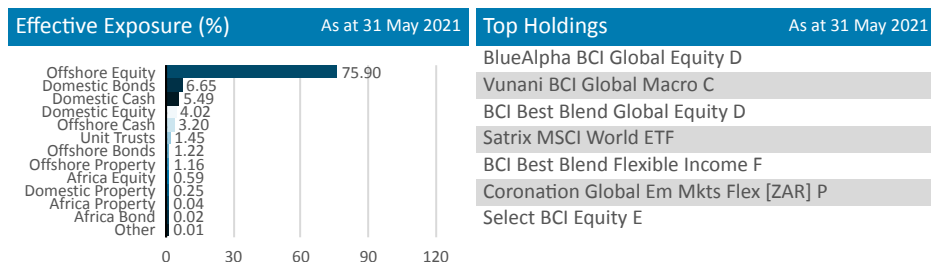 Effective Exposure (%) As at 31 May 2021
Offshore Equity 75.90
Domestic Bonds 6.65
Domestic Cash 5.49
Domestic Equity 4.02
Offshore Cash 3.20
Unit Trusts 1.45
Offshore Bonds 1.22
Offshore Property 1.16
Africa Equity 0.59
Domestic Property 0.25
Africa Property 0.04
Africa Bond 0.02
Other 0.01
0 30 60 90 120
Top Holdings As at 31 May 2021
BlueAlpha BCI Global Equity D
Vunani BCI Global Macro C
BCI Best Blend Global Equity D
Satrix MSCI World ETF
BCI Best Blend Flexible Income F
Coronation Global Em Mkts Flex [ZAR] P
Select BCI Equity E